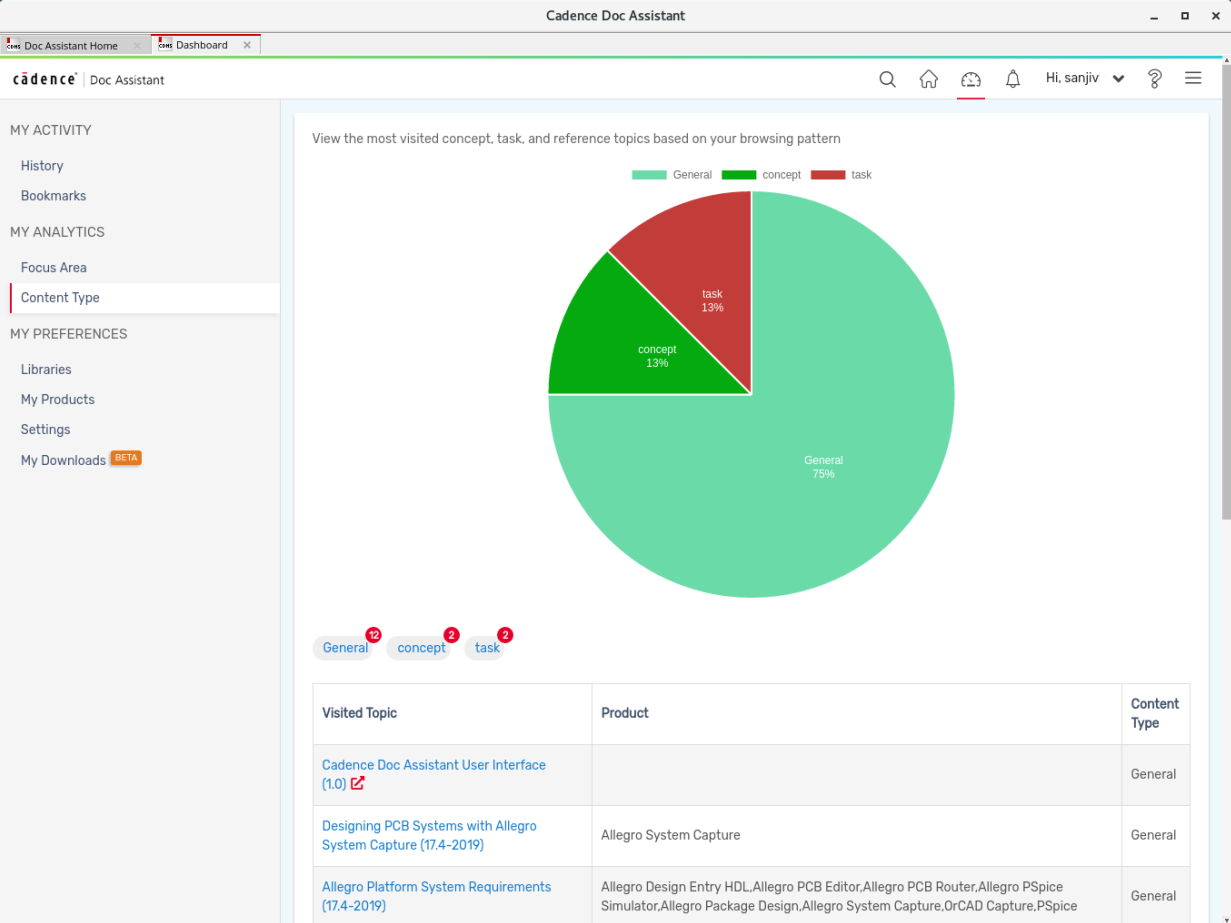 Cadence Doc Assistant
Doc Assistant Home
Dashboard
cādence Doc Assistant
Hi, sanjiv
MY ACTIVITY
History
Bookmarks
MY ANALYTICS
Focus Area
Content Type
MY PREFERENCES
Libraries
My Products
Settings
My Downloads BETA
View the most visited concept, task, and reference topics based on your browsing pattern
General concept task
task
13%
concept
13%
General
75%
General 12 concept 2 task 2
Visited Topic Product Content
Type
Cadence Doc Assistant User Interface
(1.0)
General
Designing PCB Systems with Allegro
System Capture (17.4-2019)
Allegro System Capture
General
Allegro Platform System Requirements
(17.4-2019)
Allegro Design Entry HDL,Allegro PCB Editor,Allegro PCB Router,Allegro PSpice
Simulator,Allegro Package Design,Allegro System Capture,OrCAD Capture,PSpice
General